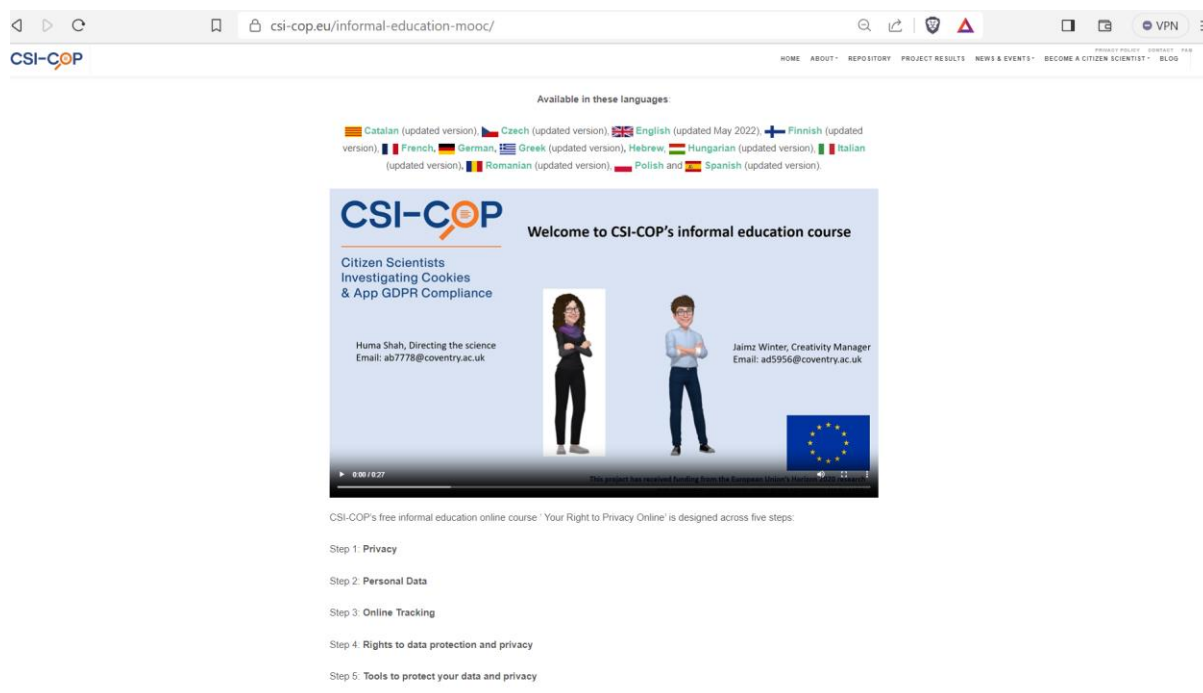 csi-cop.eu/informal-education-mooc/
VPN
CSI-COP
PRIVACY POLICY CONTACT FAQ
HOME ABOUT REPOSITORY PROJECT RESULTS NEWS & EVENTS BECOME A CITIZEN SCIENTIST BLOG
Available in these languages:
Catalan (updated version), Czech (updated version), English (updated May 2022), Finnish (updated
version), French, German, Greek (updated version), Hebrew, Hungarian (updated version), Italian
(updated version), Romanian (updated version), Polish and Spanish (updated version).
CSI-COP
Welcome to CSI-COP's informal education course
Citizen Scientists
Investigating Cookies
& App GDPR Compliance
Huma Shah, Directing the science
Email: ab7778@coventry.ac.uk
Jaimz Winter, Creativity Manager
Email: ad5956@coventry.ac.uk
0:00 / 0:27
This project has received funding from the European Union's Horizon 2020 research
CSI-COP's free informal education online course ‘ Your Right to Privacy Online’ is designed across five steps:
Step 1: Privacy
Step 2: Personal Data
Step 3: Online Tracking
Step 4: Rights to data protection and privacy
Step 5: Tools to protect your data and privacy